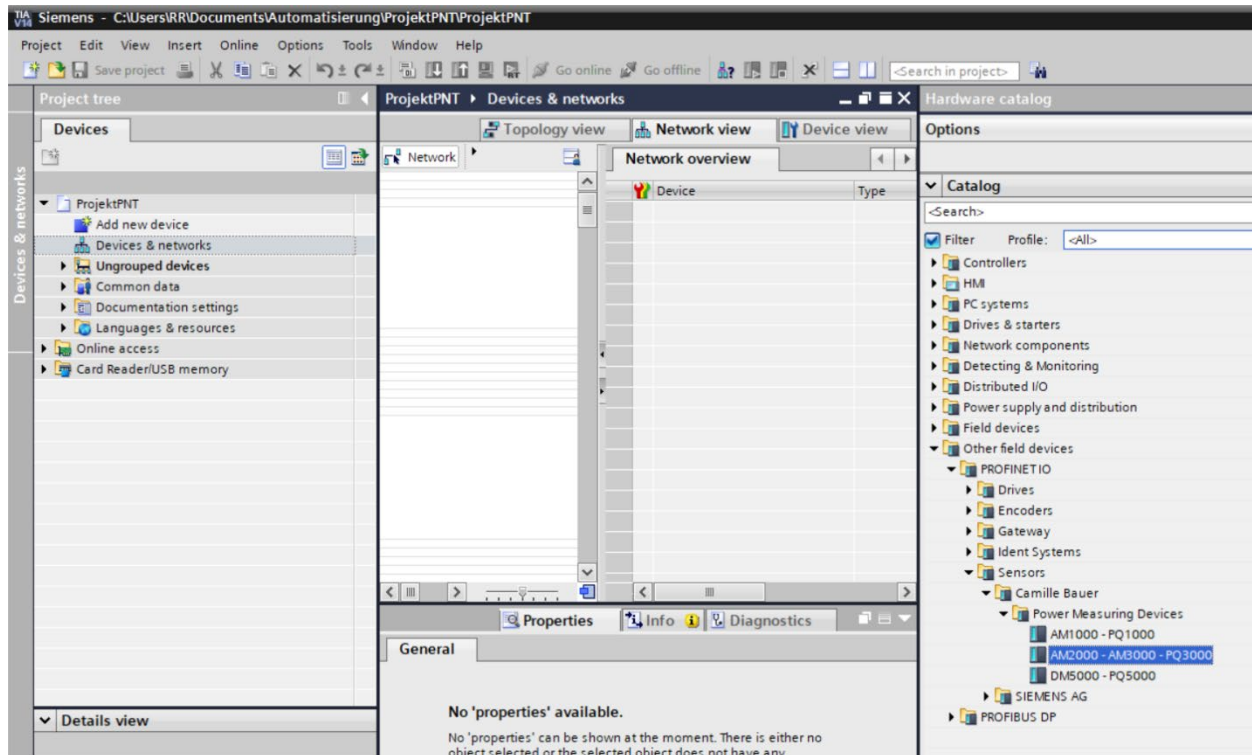 TIA V14 Siemens - C:\Users\RR\Documents\Automatisierung\ProjektPNT\ProjektPNT
Project Edit View Insert Online Options Tools Window Help
Save project Go online Go offline <Search in project>
Project tree
Devices
Devices & networks
ProjektPNT
Add new device
Devices & networks
Ungrouped devices
Common data
Documentation settings
Languages & resources
Online access
Card Reader/USB memory
Details view
ProjektPNT Devices & networks
Topology view Network view Device view
Network
Network overview
Device Type
Properties Info Diagnostics
General
No 'properties' available.
No 'properties' can be shown at the moment. There is either no
object selected or the selected object does not have any
Hardware catalog
Options
Catalog
<Search>
Filter Profile: <All>
Controllers
HMI
PC systems
Drives & starters
Network components
Detecting & Monitoring
Distributed I/O
Power supply and distribution
Field devices
Other field devices
PROFINET IO
Drives
Encoders
Gateway
Ident Systems
Sensors
Camille Bauer
Power Measuring Devices
AM1000 - PQ1000
AM2000 - AM3000 - PQ3000
DM5000 - PQ5000
SIEMENS AG
PROFIBUS DP